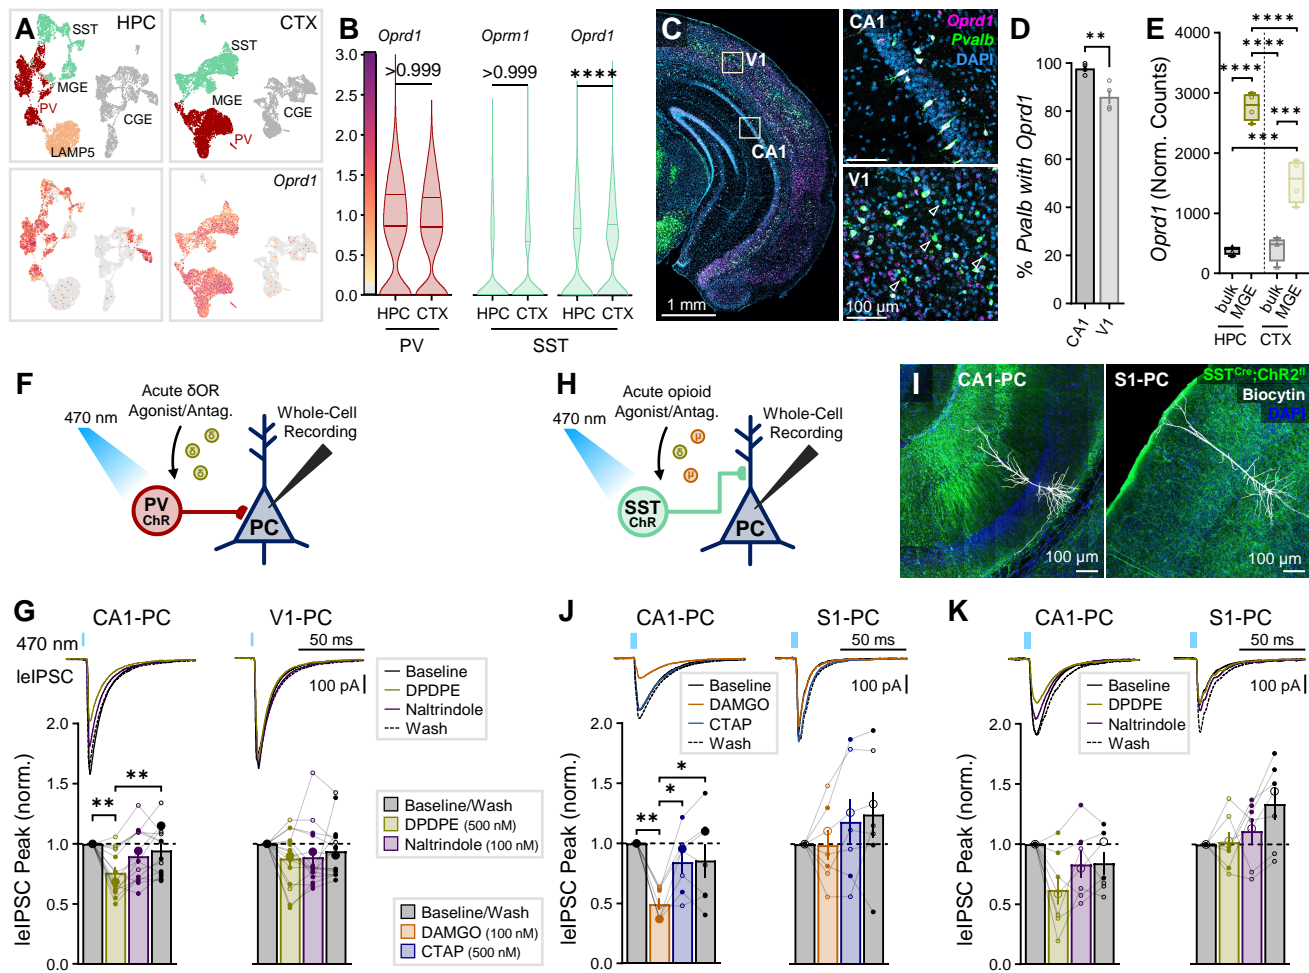 A
HPC
SST
MGE
PV
CGE
LAMP5
CTX
SST
MGE
CGE
PV
Oprd1
B
Oprd1
Oprm1
Oprd1
3.0
2.5
2.0
1.5
1.0
0.5
0.0
>0.999
>0.999
****
HPC CTX
HPC CTX
HPC CTX
PV
SST
C
V1
CA1
1 mm
CA1
Oprd1
Pvalb
DAPI
V1
100 µm
D
% Pvalb with Oprd1
100
80
60
40
20
0
**
CA1
V1
E
Oprd1 (Norm. Counts)
4000
3000
2000
1000
0
****
****
****
***
***
bulk
MGE
bulk
MGE
HPC
CTX
F
Acute δOR
Agonist/Antag.
470 nm
Whole-Cell
Recording
δ
δ
δ
PV
ChR
PC
H
Acute opioid
Agonist/Antag.
470 nm
Whole-Cell
Recording
µ
δ
µ
SST
ChR
PC
I
CA1-PC
100 µm
S1-PC
SSTCre;ChR2fl
Biocytin
DAPI
100 µm
G
CA1-PC
V1-PC
470 nm
50 ms
leIPSC
100 pA
Baseline
DPDPE
Naltrindole
Wash
leIPSC Peak (norm.)
2.0
1.5
1.0
0.5
0.0
**
**
Baseline/Wash
DPDPE (500 nM)
Naltrindole (100 nM)
Baseline/Wash
DAMGO (100 nM)
CTAP (500 nM)
J
CA1-PC
S1-PC
50 ms
100 pA
Baseline
DAMGO
CTAP
Wash
leIPSC Peak (norm.)
2.0
1.5
1.0
0.5
0.0
**
*
*
K
CA1-PC
S1-PC
50 ms
100 pA
Baseline
DPDPE
Naltrindole
Wash
leIPSC Peak (norm.)
2.0
1.5
1.0
0.5
0.0